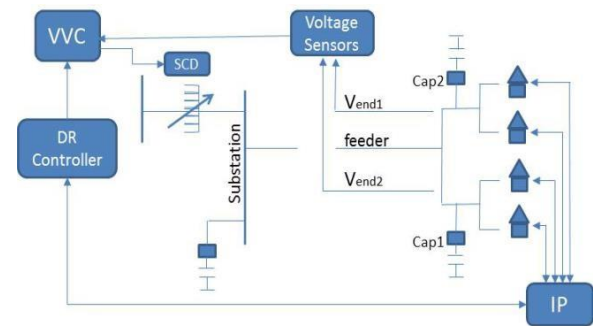 VVC
SCD
Voltage
Sensors
Cap2
Vend1
DR
Controller
Substation
feeder
Vend2
Cap1
IP